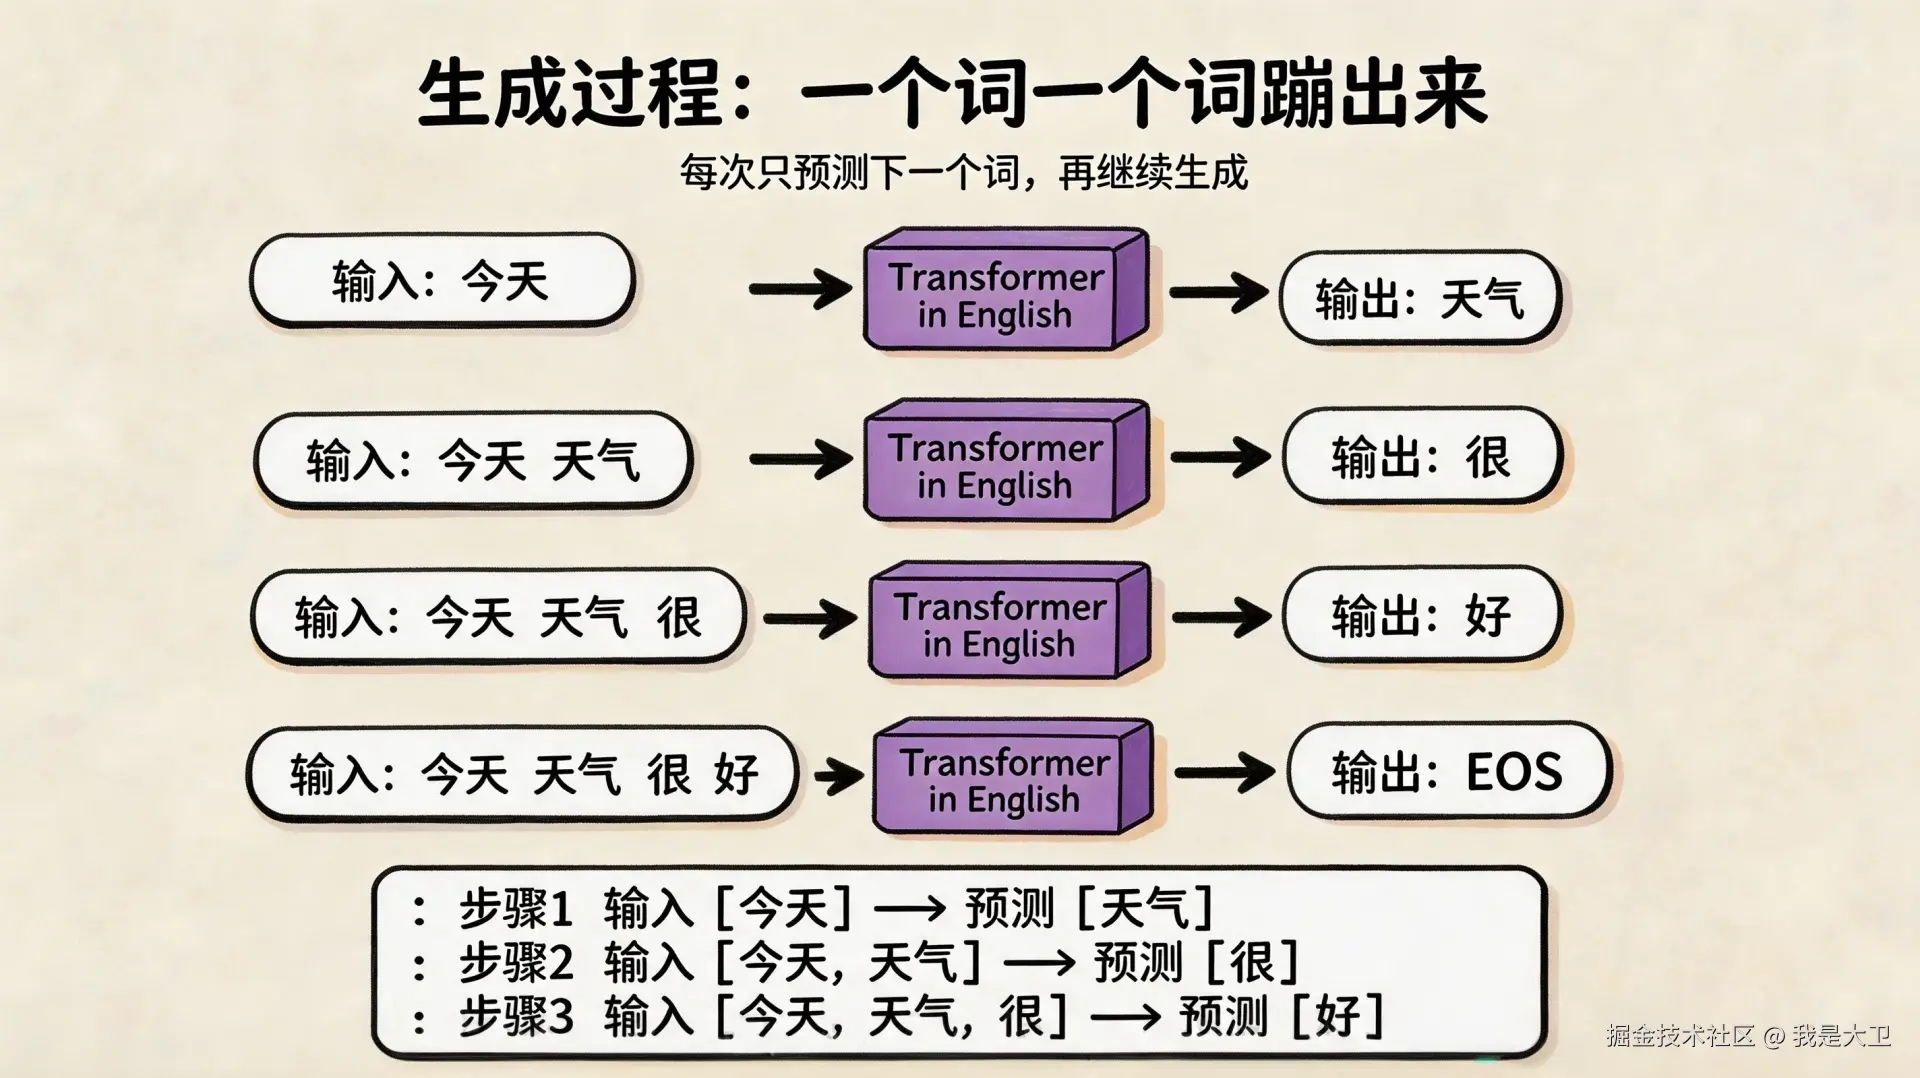 生成过程：一个词一个词蹦出来
每次只预测下一个词，再继续生成
输入：今天
Transformer
in English
输出：天气
输入：今天 天气
Transformer
in English
输出：很
输入：今天 天气 很
Transformer
in English
输出：好
输入：今天 天气 很 好
Transformer
in English
输出：EOS
： 步骤1 输入［今天］⟶ 预测［天气］
： 步骤2 输入［今天，天气］⟶ 预测［很］
： 步骤3 输入［今天，天气，很］⟶ 预测［好］
掘金技术社区 @ 我是大卫